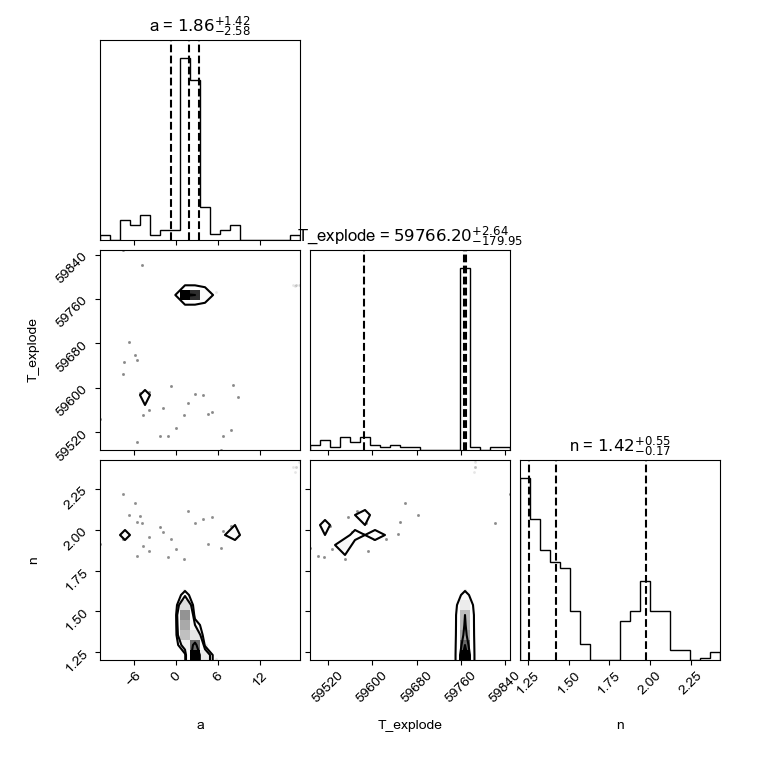 a = 1.86+1.42 −2.58
T_explode = 59766.20+2.64 −179.95
59840
59760
59680
59600
59520
T_explode
n = 1.42+0.55 −0.17
2.25
2.00
1.75
1.50
1.25
n
−6 0 6 12
59520 59600 59680 59760 59840
1.25 1.50 1.75 2.00 2.25
a T_explode n